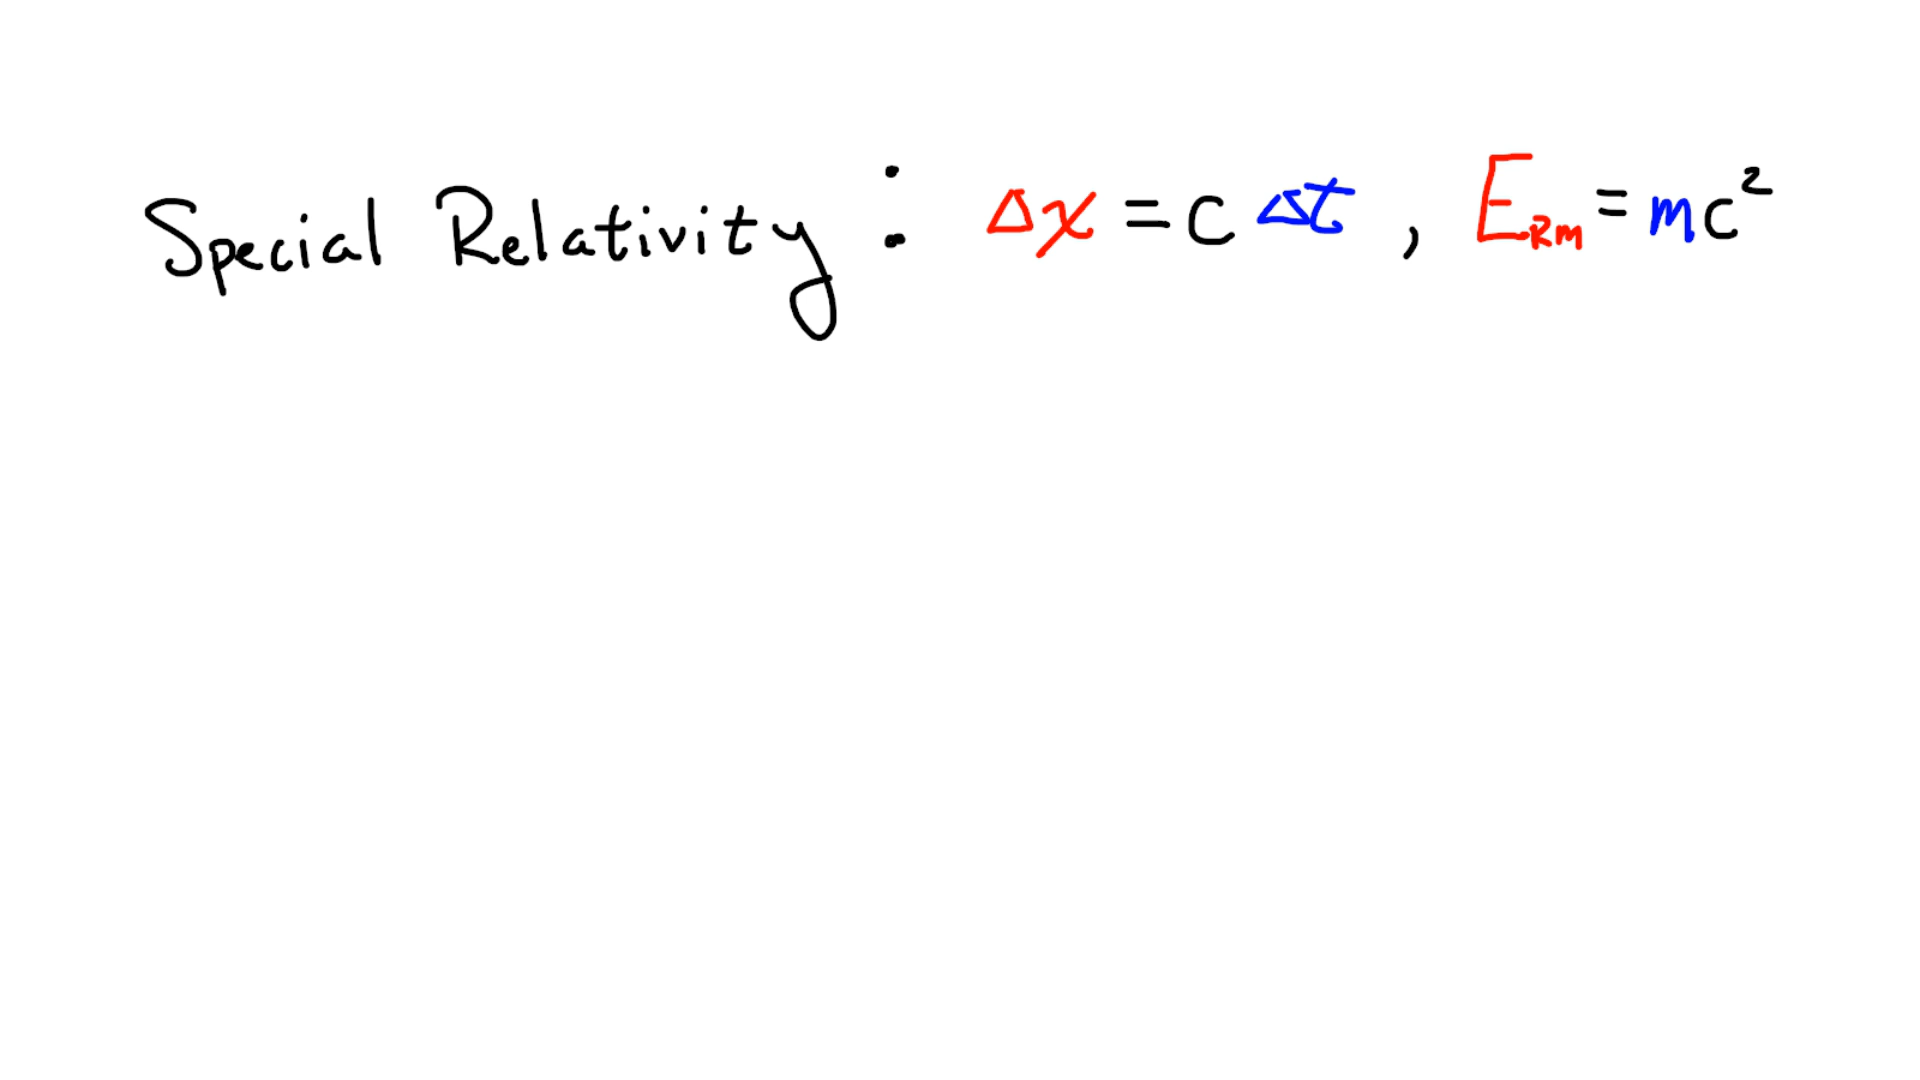 Special Relativity: Δx = c Δt , E_RM = mc²